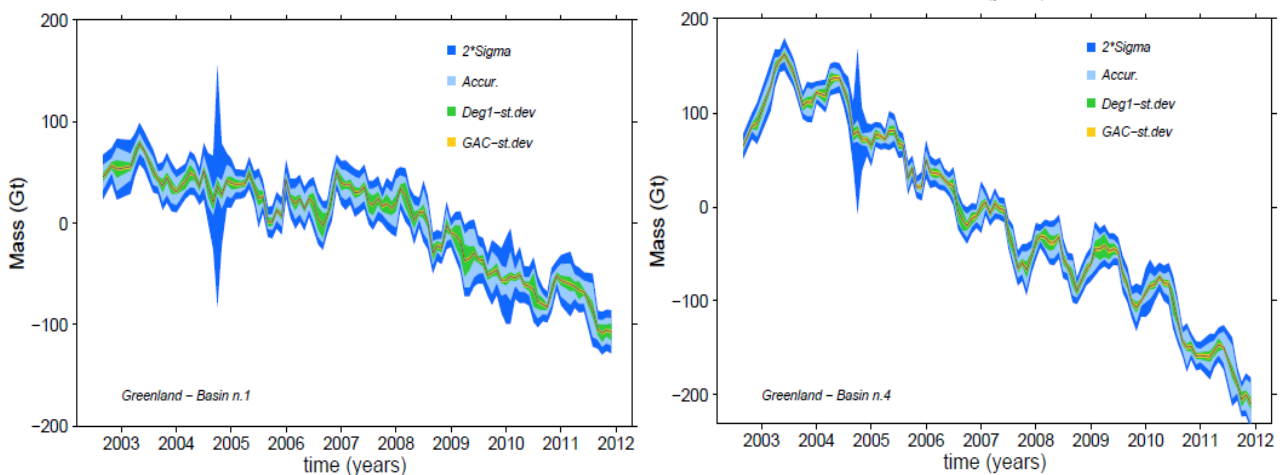 200
100
0
−100
−200
Mass (Gt)
2*Sigma
Accur.
Deg1−st.dev
GAC−st.dev
Greenland − Basin n.1
2003 2004 2005 2006 2007 2008 2009 2010 2011 2012
time (years)
200
100
0
−100
−200
Mass (Gt)
2*Sigma
Accur.
Deg1−st.dev
GAC−st.dev
Greenland − Basin n.4
2003 2004 2005 2006 2007 2008 2009 2010 2011 2012
time (years)